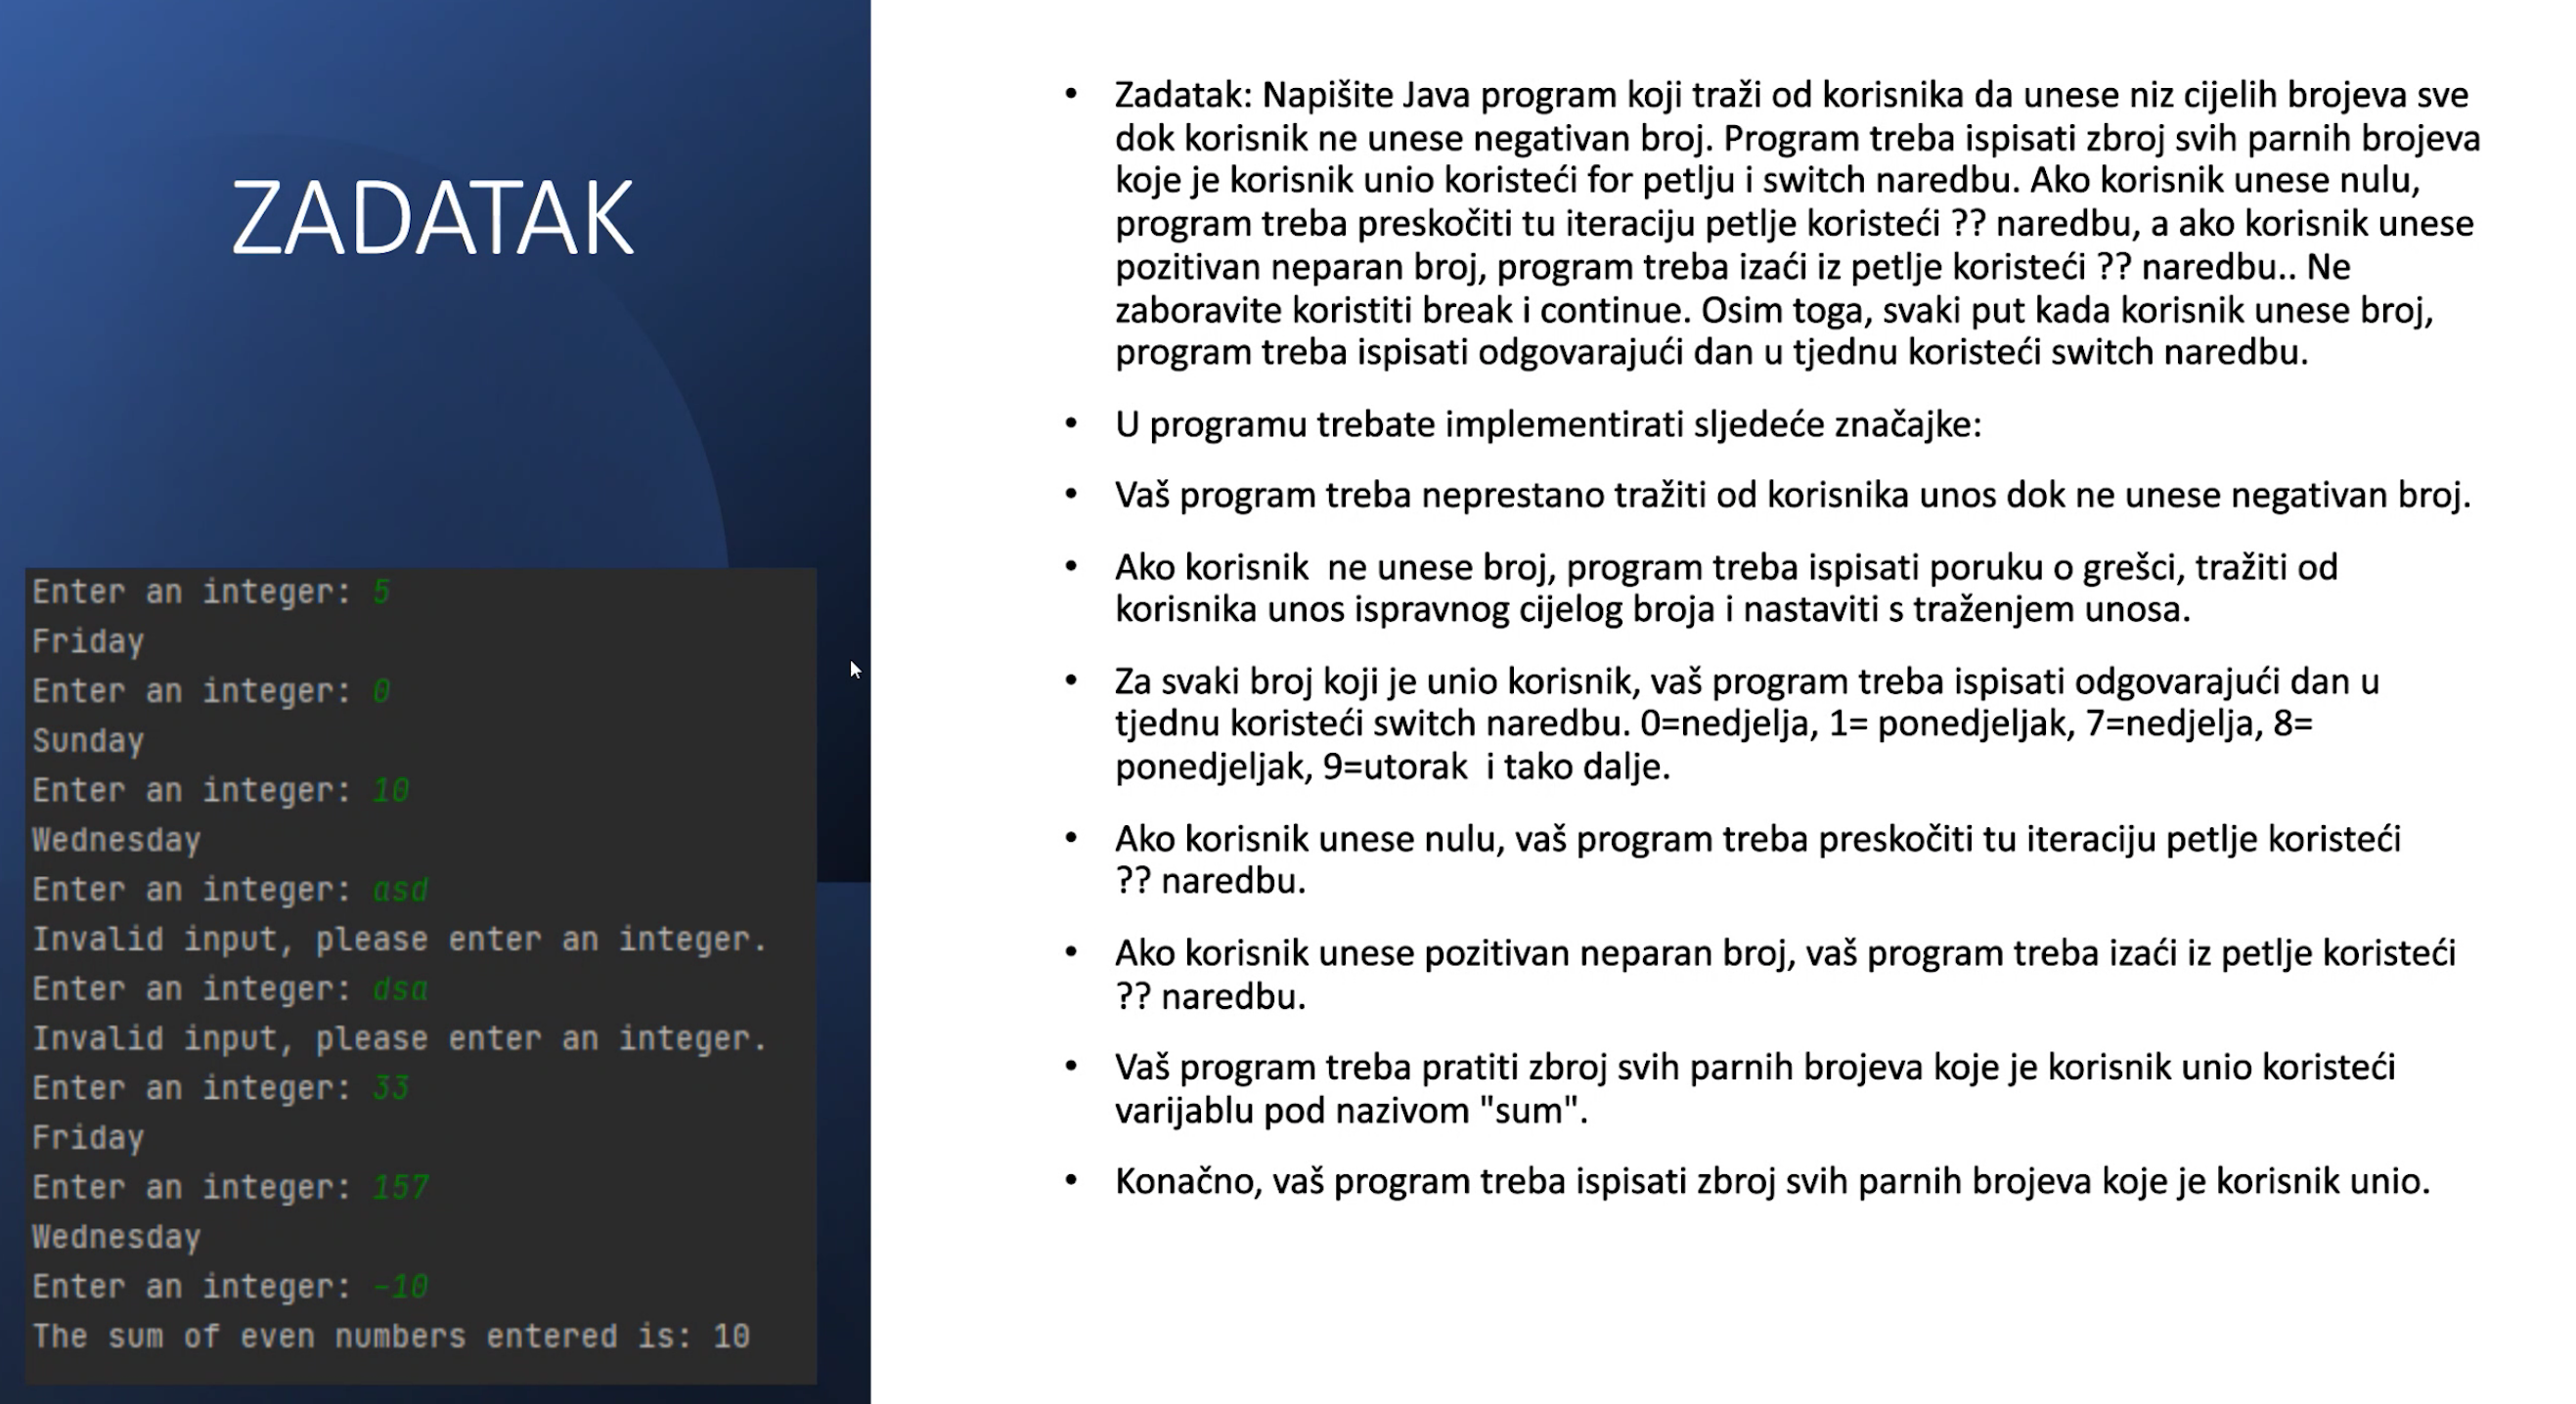 ZADATAK
Enter an integer: 5
Friday
Enter an integer: 0
Sunday
Enter an integer: 10
Wednesday
Enter an integer: asd
Invalid input, please enter an integer.
Enter an integer: dsa
Invalid input, please enter an integer.
Enter an integer: 33
Friday
Enter an integer: 157
Wednesday
Enter an integer: -10
The sum of even numbers entered is: 10
• Zadatak: Napišite Java program koji traži od korisnika da unese niz cijelih brojeva sve
dok korisnik ne unese negativan broj. Program treba ispisati zbroj svih parnih brojeva
koje je korisnik unio koristeći for petlju i switch naredbu. Ako korisnik unese nulu,
program treba preskočiti tu iteraciju petlje koristeći ?? naredbu, a ako korisnik unese
pozitivan neparan broj, program treba izaći iz petlje koristeći ?? naredbu.. Ne
zaboravite koristiti break i continue. Osim toga, svaki put kada korisnik unese broj,
program treba ispisati odgovarajući dan u tjednu koristeći switch naredbu.
• U programu trebate implementirati sljedeće značajke:
• Vaš program treba neprestano tražiti od korisnika unos dok ne unese negativan broj.
• Ako korisnik  ne unese broj, program treba ispisati poruku o grešci, tražiti od
korisnika unos ispravnog cijelog broja i nastaviti s traženjem unosa.
• Za svaki broj koji je unio korisnik, vaš program treba ispisati odgovarajući dan u
tjednu koristeći switch naredbu. 0=nedjelja, 1= ponedjeljak, 7=nedjelja, 8=
ponedjeljak, 9=utorak  i tako dalje.
• Ako korisnik unese nulu, vaš program treba preskočiti tu iteraciju petlje koristeći
?? naredbu.
• Ako korisnik unese pozitivan neparan broj, vaš program treba izaći iz petlje koristeći
?? naredbu.
• Vaš program treba pratiti zbroj svih parnih brojeva koje je korisnik unio koristeći
varijablu pod nazivom "sum".
• Konačno, vaš program treba ispisati zbroj svih parnih brojeva koje je korisnik unio.